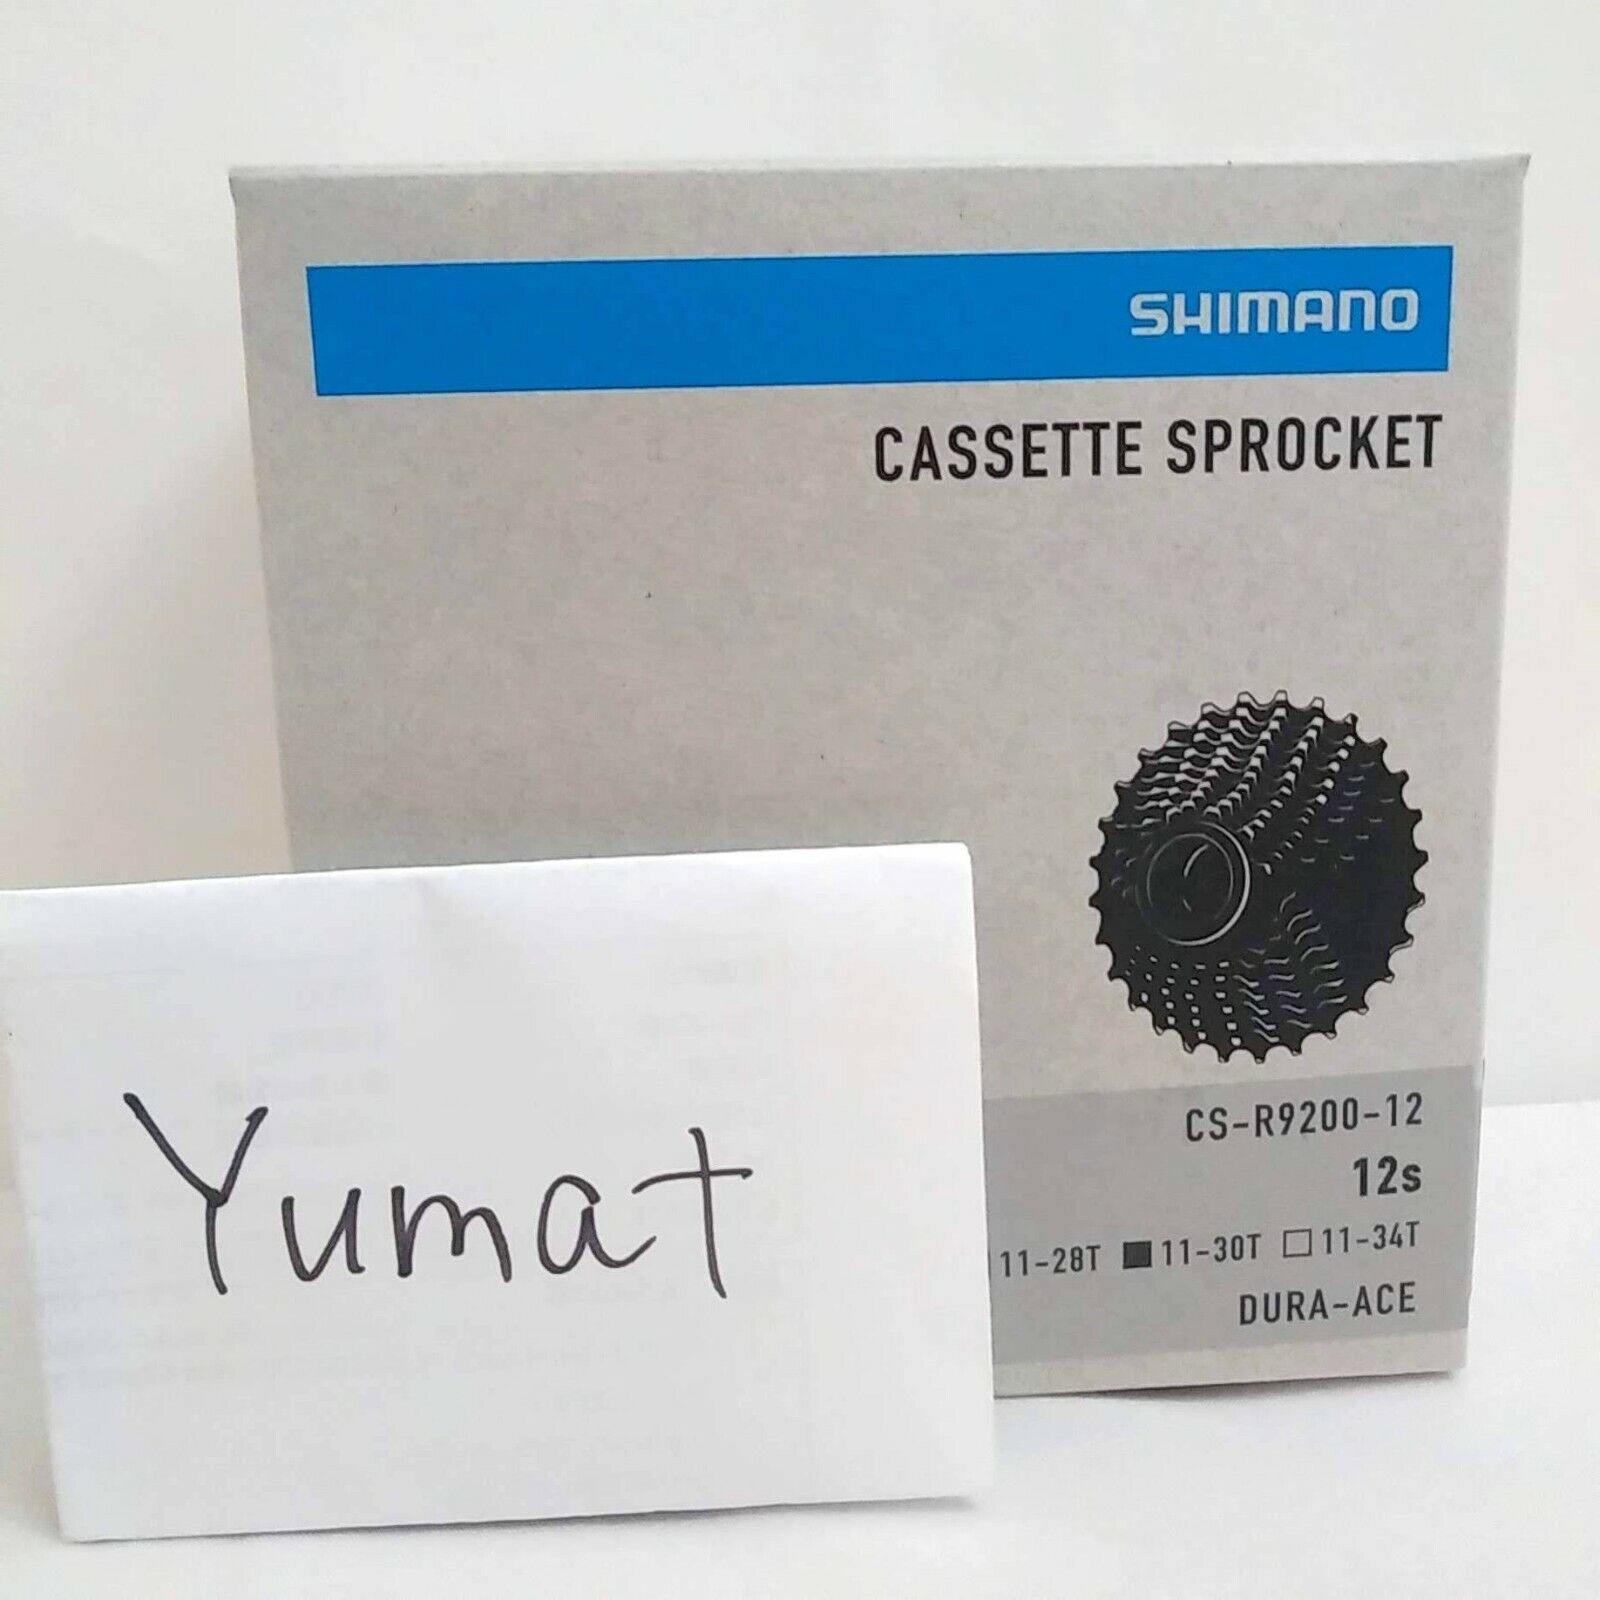 SHIMANO
CASSETTE SPROCKET
CS-R9200-12
12s
11-28T ■ 11-30T □ 11-34T
DURA-ACE
Yumat